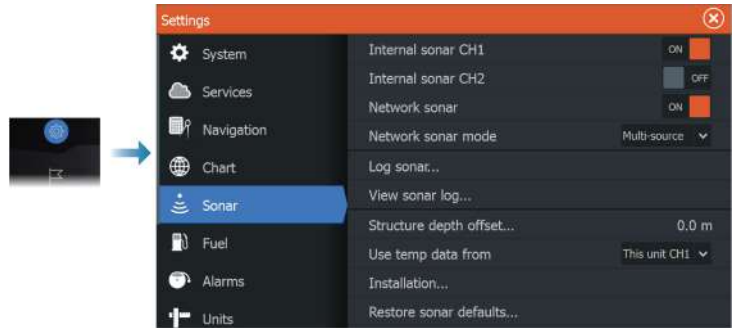 Settings
System
Services
Navigation
Chart
Sonar
Fuel
Alarms
Units
Internal sonar CH1 ON
Internal sonar CH2 OFF
Network sonar ON
Network sonar mode Multi-source
Log sonar...
View sonar log...
Structure depth offset... 0.0 m
Use temp data from This unit CH1
Installation...
Restore sonar defaults...